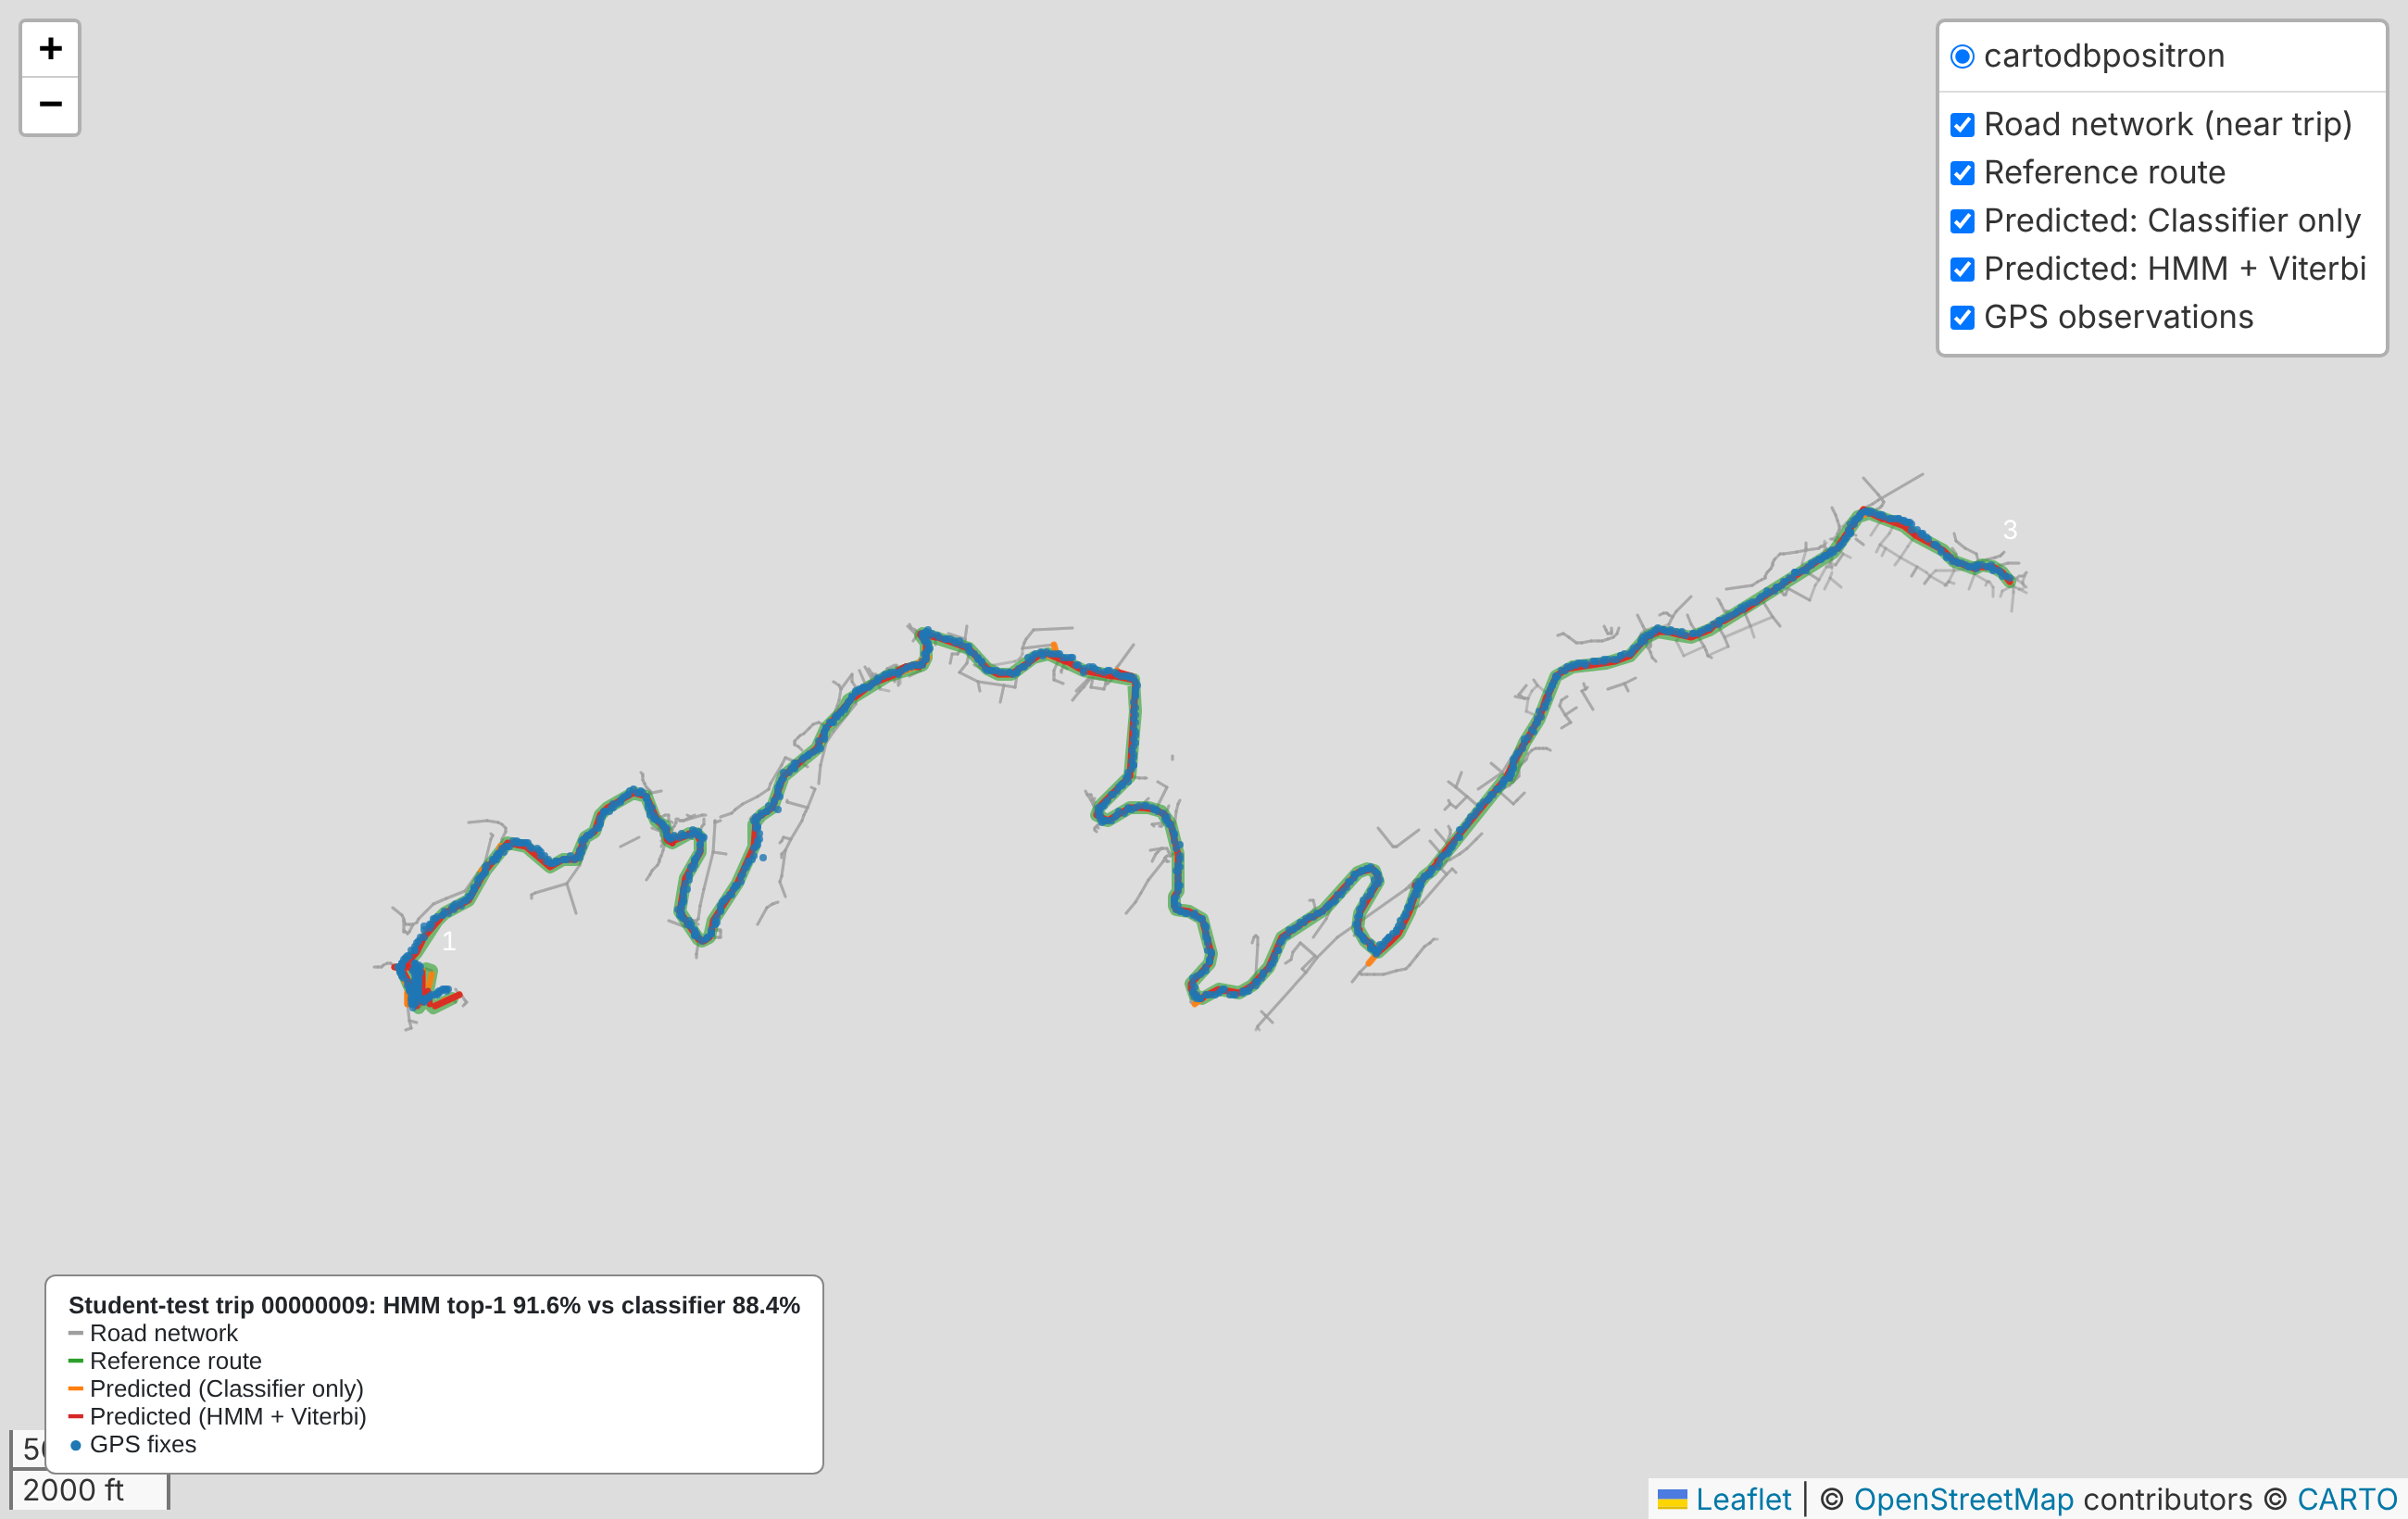 +
−
cartodbpositron
Road network (near trip)
Reference route
Predicted: Classifier only
Predicted: HMM + Viterbi
GPS observations
3
1
Student-test trip 00000009: HMM top-1 91.6% vs classifier 88.4%
Road network
Reference route
Predicted (Classifier only)
Predicted (HMM + Viterbi)
GPS fixes
2000 ft
Leaflet | © OpenStreetMap contributors © CARTO